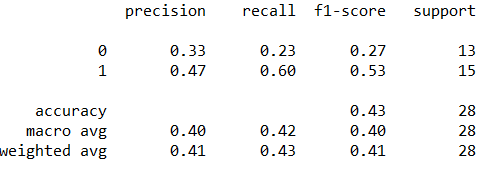 precision recall f1-score support
0 0.33 0.23 0.27 13
1 0.47 0.60 0.53 15
accuracy 0.43 28
macro avg 0.40 0.42 0.40 28
weighted avg 0.41 0.43 0.41 28